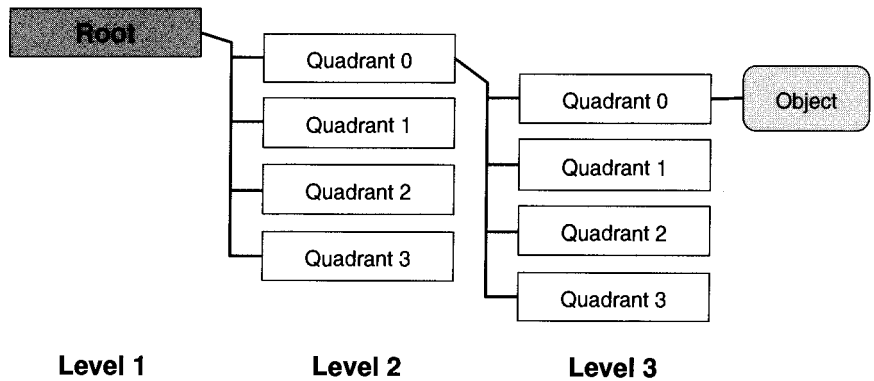 Root
Quadrant 0
Quadrant 1
Quadrant 2
Quadrant 3
Quadrant 0
Quadrant 1
Quadrant 2
Quadrant 3
Object
Level 1
Level 2
Level 3